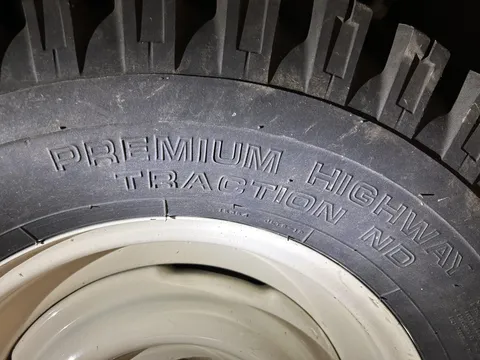 PREMIUM HIGHWAY
TRACTION ND